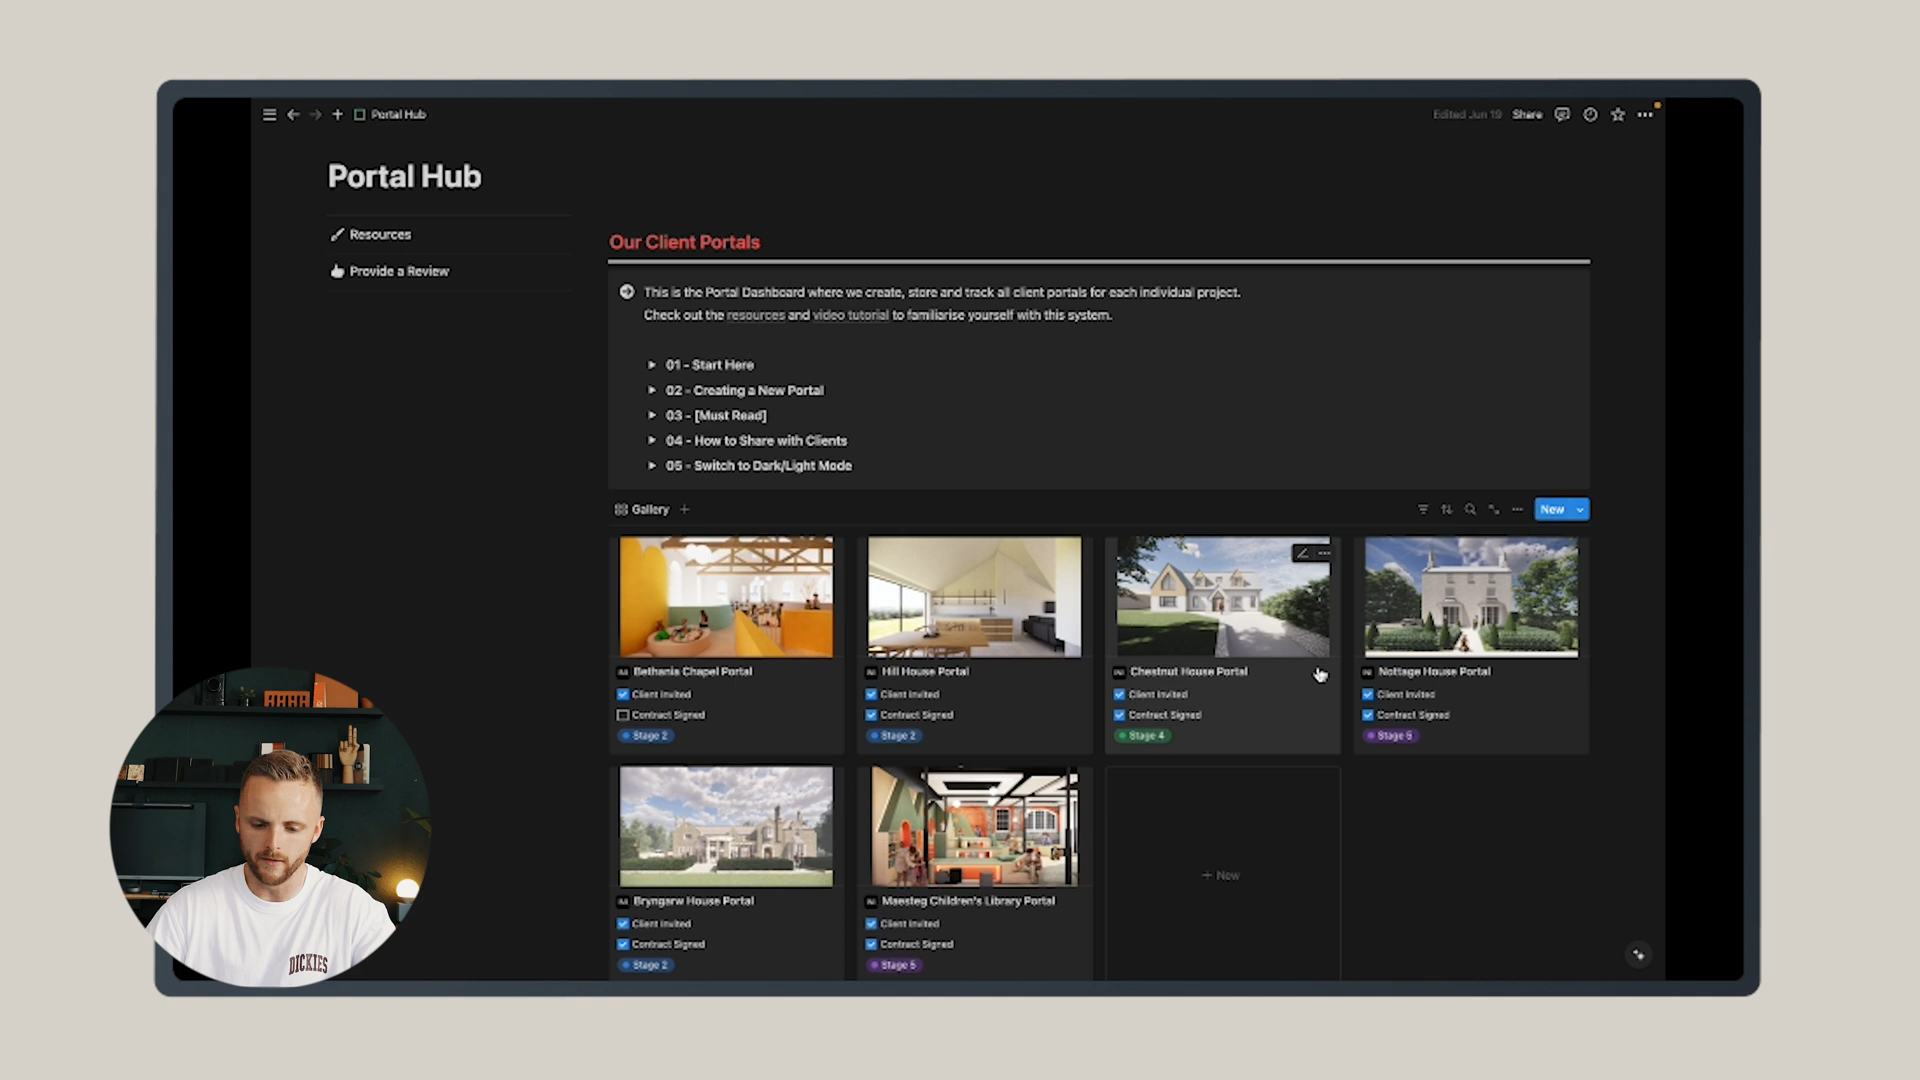 Portal Hub
Edited Jun 19 Share
Portal Hub
Resources
Provide a Review
Our Client Portals
This is the Portal Dashboard where we create, store and track all client portals for each individual project.
Check out the resources and video tutorial to familiarise yourself with this system.
01 - Start Here
02 - Creating a New Portal
03 - [Must Read]
04 - How to Share with Clients
05 - Switch to Dark/Light Mode
Gallery
New
Bethania Chapel Portal
Client Invited
Contract Signed
Stage 2
Hill House Portal
Client Invited
Contract Signed
Stage 2
Chestnut House Portal
Client Invited
Contract Signed
Stage 4
Nottage House Portal
Client Invited
Contract Signed
Stage 5
Bryngarw House Portal
Client Invited
Contract Signed
Stage 2
Maesteg Children's Library Portal
Client Invited
Contract Signed
Stage 5
+ New
DICKIES